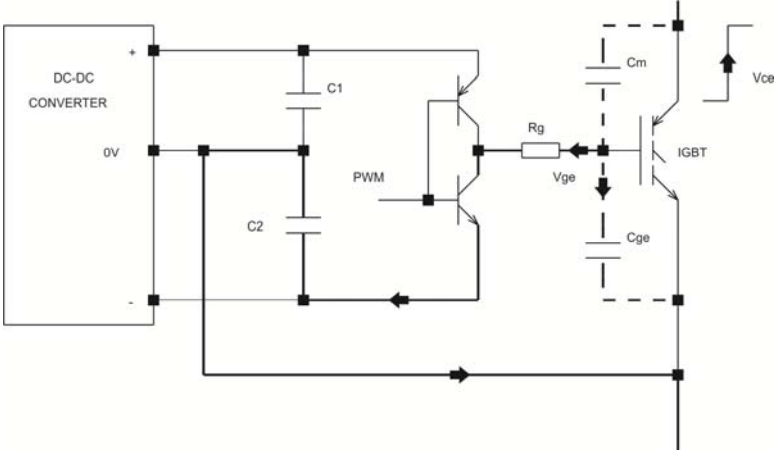 +
DC-DC
CONVERTER
C1
Cm
Vce
Rg
0V
IGBT
PWM
Vge
C2
Cge
-